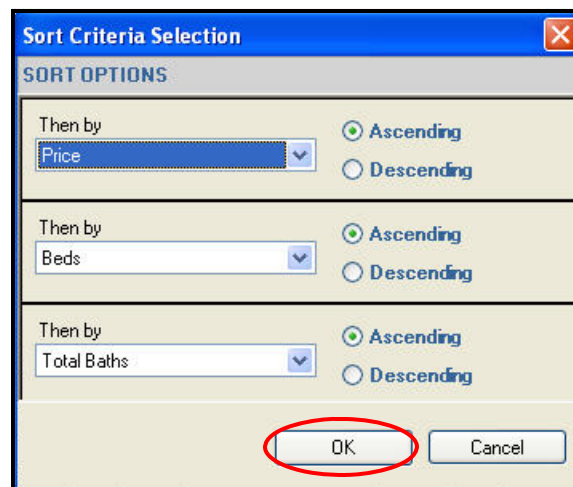 Sort Criteria Selection
SORT OPTIONS
Then by
Price
Ascending
Descending
Then by
Beds
Ascending
Descending
Then by
Total Baths
Ascending
Descending
OK Cancel